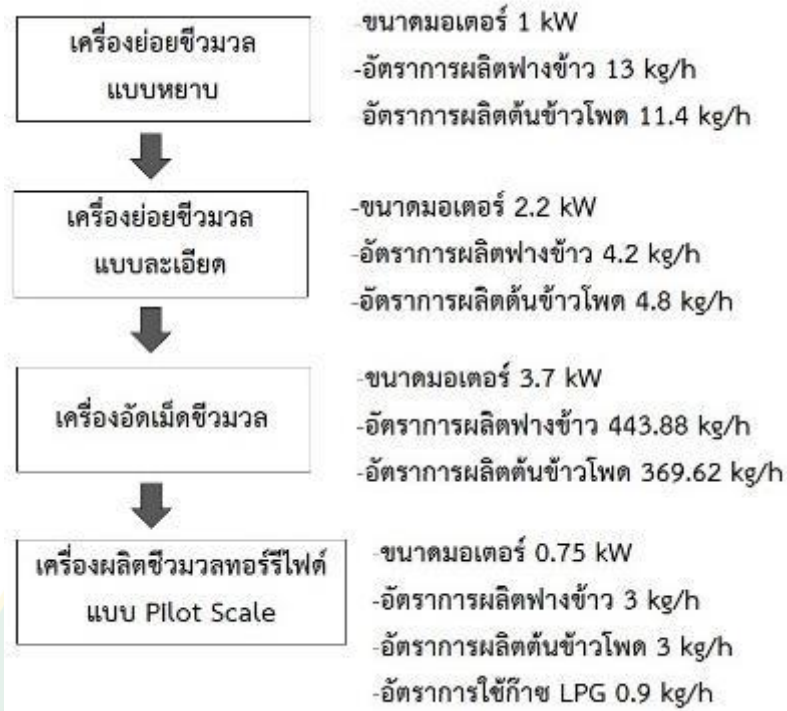 เครื่องย่อยชีวมวล
แบบหยาบ
-ขนาดมอเตอร์ 1 kW
-อัตราการผลิตฟางข้าว 13 kg/h
-อัตราการผลิตต้นข้าวโพด 11.4 kg/h
เครื่องย่อยชีวมวล
แบบละเอียด
-ขนาดมอเตอร์ 2.2 kW
-อัตราการผลิตฟางข้าว 4.2 kg/h
-อัตราการผลิตต้นข้าวโพด 4.8 kg/h
เครื่องอัดเม็ดชีวมวล
-ขนาดมอเตอร์ 3.7 kW
-อัตราการผลิตฟางข้าว 443.88 kg/h
-อัตราการผลิตต้นข้าวโพด 369.62 kg/h
เครื่องผลิตชีวมวลทอร์รีไฟด์
แบบ Pilot Scale
-ขนาดมอเตอร์ 0.75 kW
-อัตราการผลิตฟางข้าว 3 kg/h
-อัตราการผลิตต้นข้าวโพด 3 kg/h
-อัตราการใช้ก๊าซ LPG 0.9 kg/h